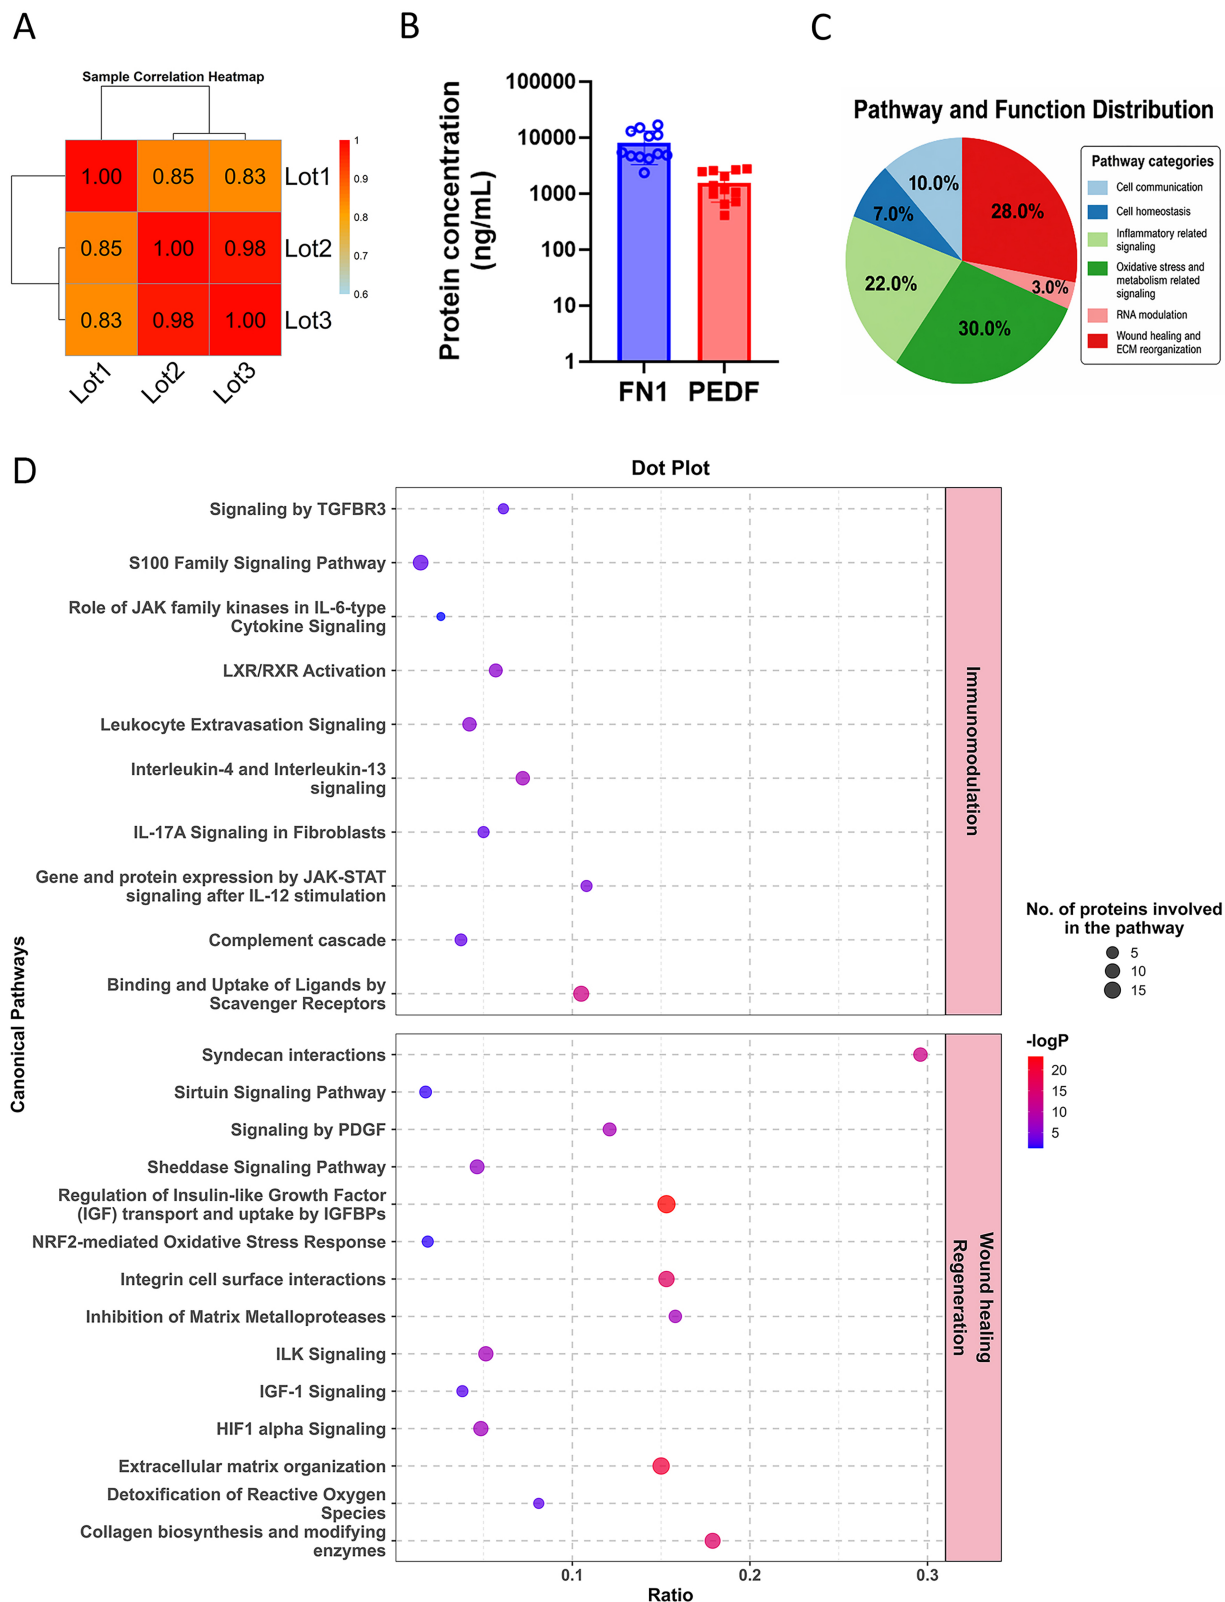 A
Sample Correlation Heatmap
1.00
0.85
0.83
Lot1
0.85
1.00
0.98
Lot2
0.83
0.98
1.00
Lot3
Lot1
Lot2
Lot3
1
0.9
0.8
0.7
0.6
B
Protein concentration
(ng/mL)
100000
10000
1000
100
10
1
FN1
PEDF
C
Pathway and Function Distribution
10.0%
28.0%
7.0%
3.0%
22.0%
30.0%
Pathway categories
Cell communication
Cell homeostasis
Inflammatory related
signaling
Oxidative stress and
metabolism related
signaling
RNA modulation
Wound healing and
ECM reorganization
D
Dot Plot
Canonical Pathways
Signaling by TGFBR3
S100 Family Signaling Pathway
Role of JAK family kinases in IL-6-type
Cytokine Signaling
LXR/RXR Activation
Leukocyte Extravasation Signaling
Interleukin-4 and Interleukin-13
signaling
IL-17A Signaling in Fibroblasts
Gene and protein expression by JAK-STAT
signaling after IL-12 stimulation
Complement cascade
Binding and Uptake of Ligands by
Scavenger Receptors
Immunomodulation
Syndecan interactions
Sirtuin Signaling Pathway
Signaling by PDGF
Sheddase Signaling Pathway
Regulation of Insulin-like Growth Factor
(IGF) transport and uptake by IGFBPs
NRF2-mediated Oxidative Stress Response
Integrin cell surface interactions
Inhibition of Matrix Metalloproteases
ILK Signaling
IGF-1 Signaling
HIF1 alpha Signaling
Extracellular matrix organization
Detoxification of Reactive Oxygen
Species
Collagen biosynthesis and modifying
enzymes
Wound healing
Regeneration
0.1
0.2
0.3
Ratio
No. of proteins involved
in the pathway
5
10
15
-logP
20
15
10
5